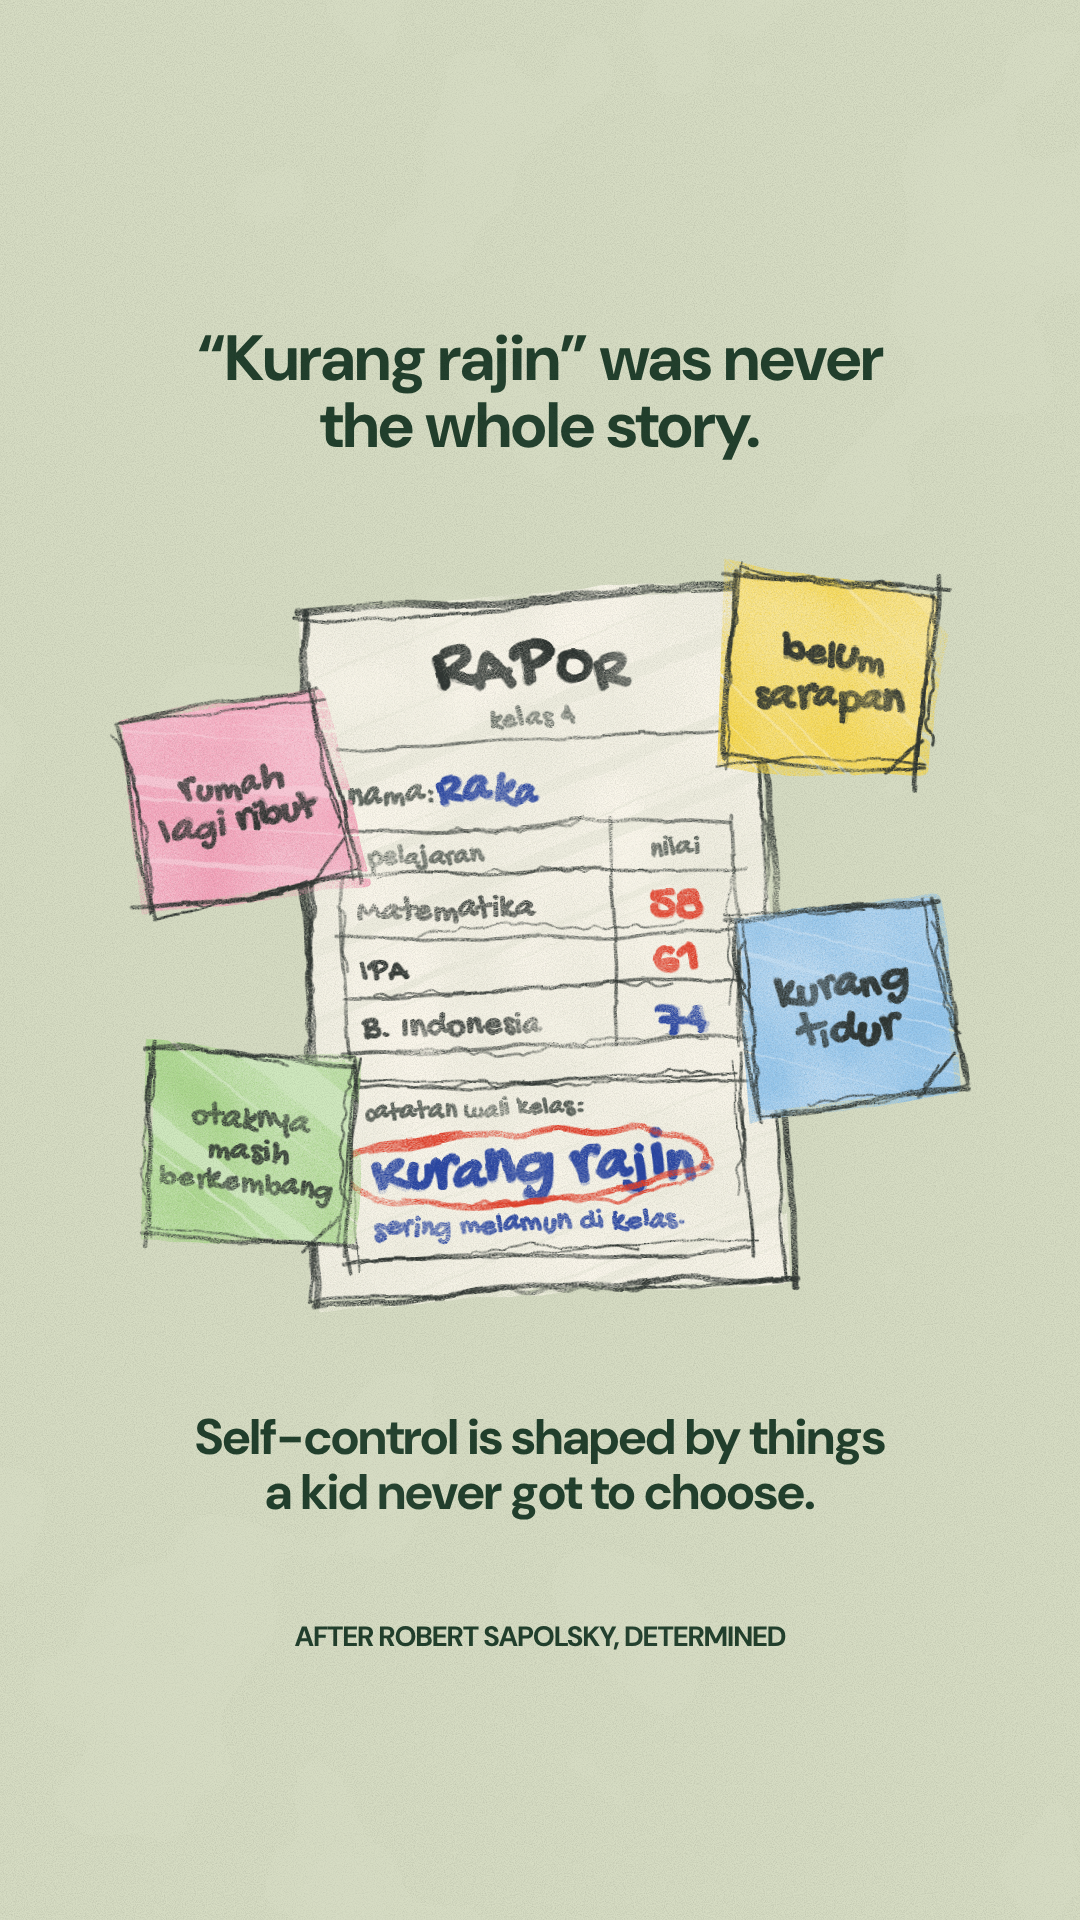 “Kurang rajin” was never
the whole story.
RAPOR
kelas 4
belum
sarapan
rumah
lagi ribut
nama: Raka
pelajaran nilai
Matematika 58
IPA 61
B. Indonesia 74
kurang
tidur
otaknya
masih
berkembang
catatan wali kelas:
kurang rajin.
sering melamun di kelas.
Self-control is shaped by things
a kid never got to choose.
AFTER ROBERT SAPOLSKY, DETERMINED